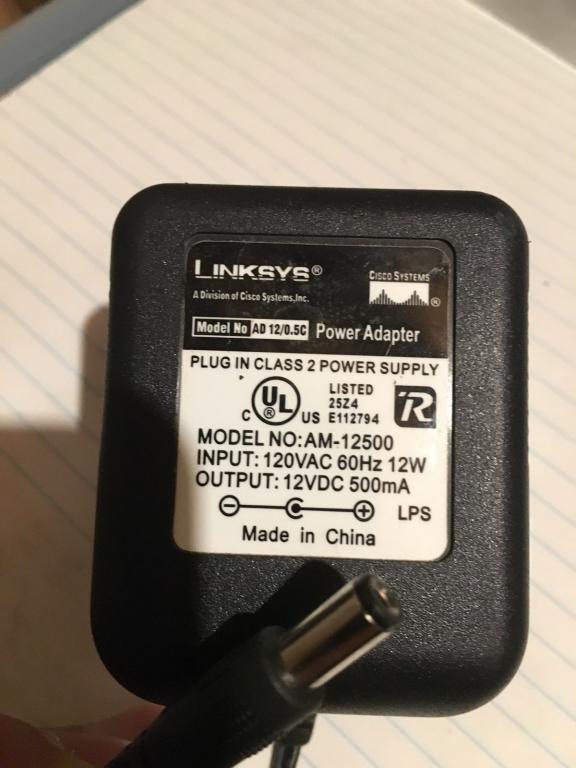 LINKSYS®
CISCO SYSTEMS
®
A Division of Cisco Systems,Inc.
Model No AD 12/0.5C Power Adapter
PLUG IN CLASS 2 POWER SUPPLY
C UL ® US
LISTED
25Z4
E112794
R
MODEL NO:AM-12500
INPUT: 120VAC 60Hz 12W
OUTPUT: 12VDC 500mA
LPS
Made in China